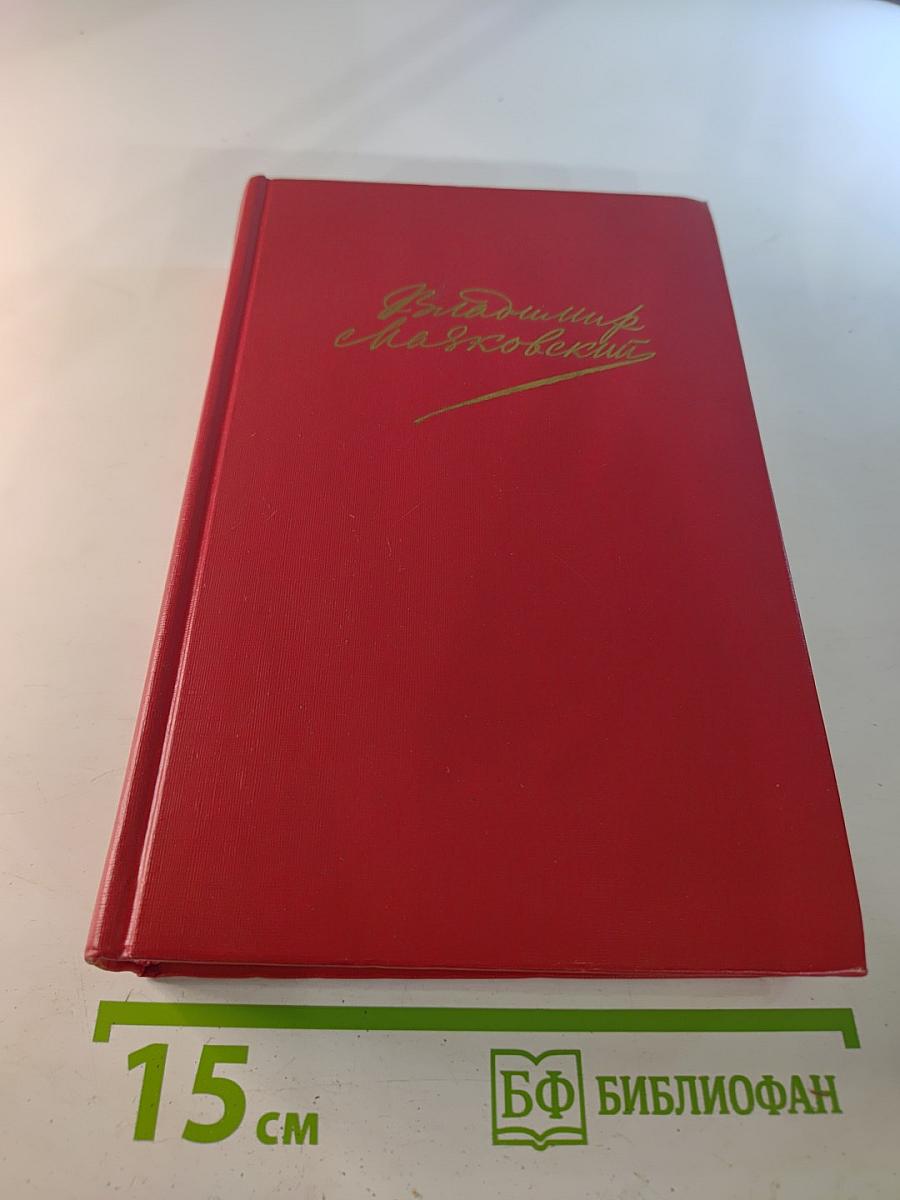 Владимир
Маяковский
15 см
БФ БИБЛИОФАН